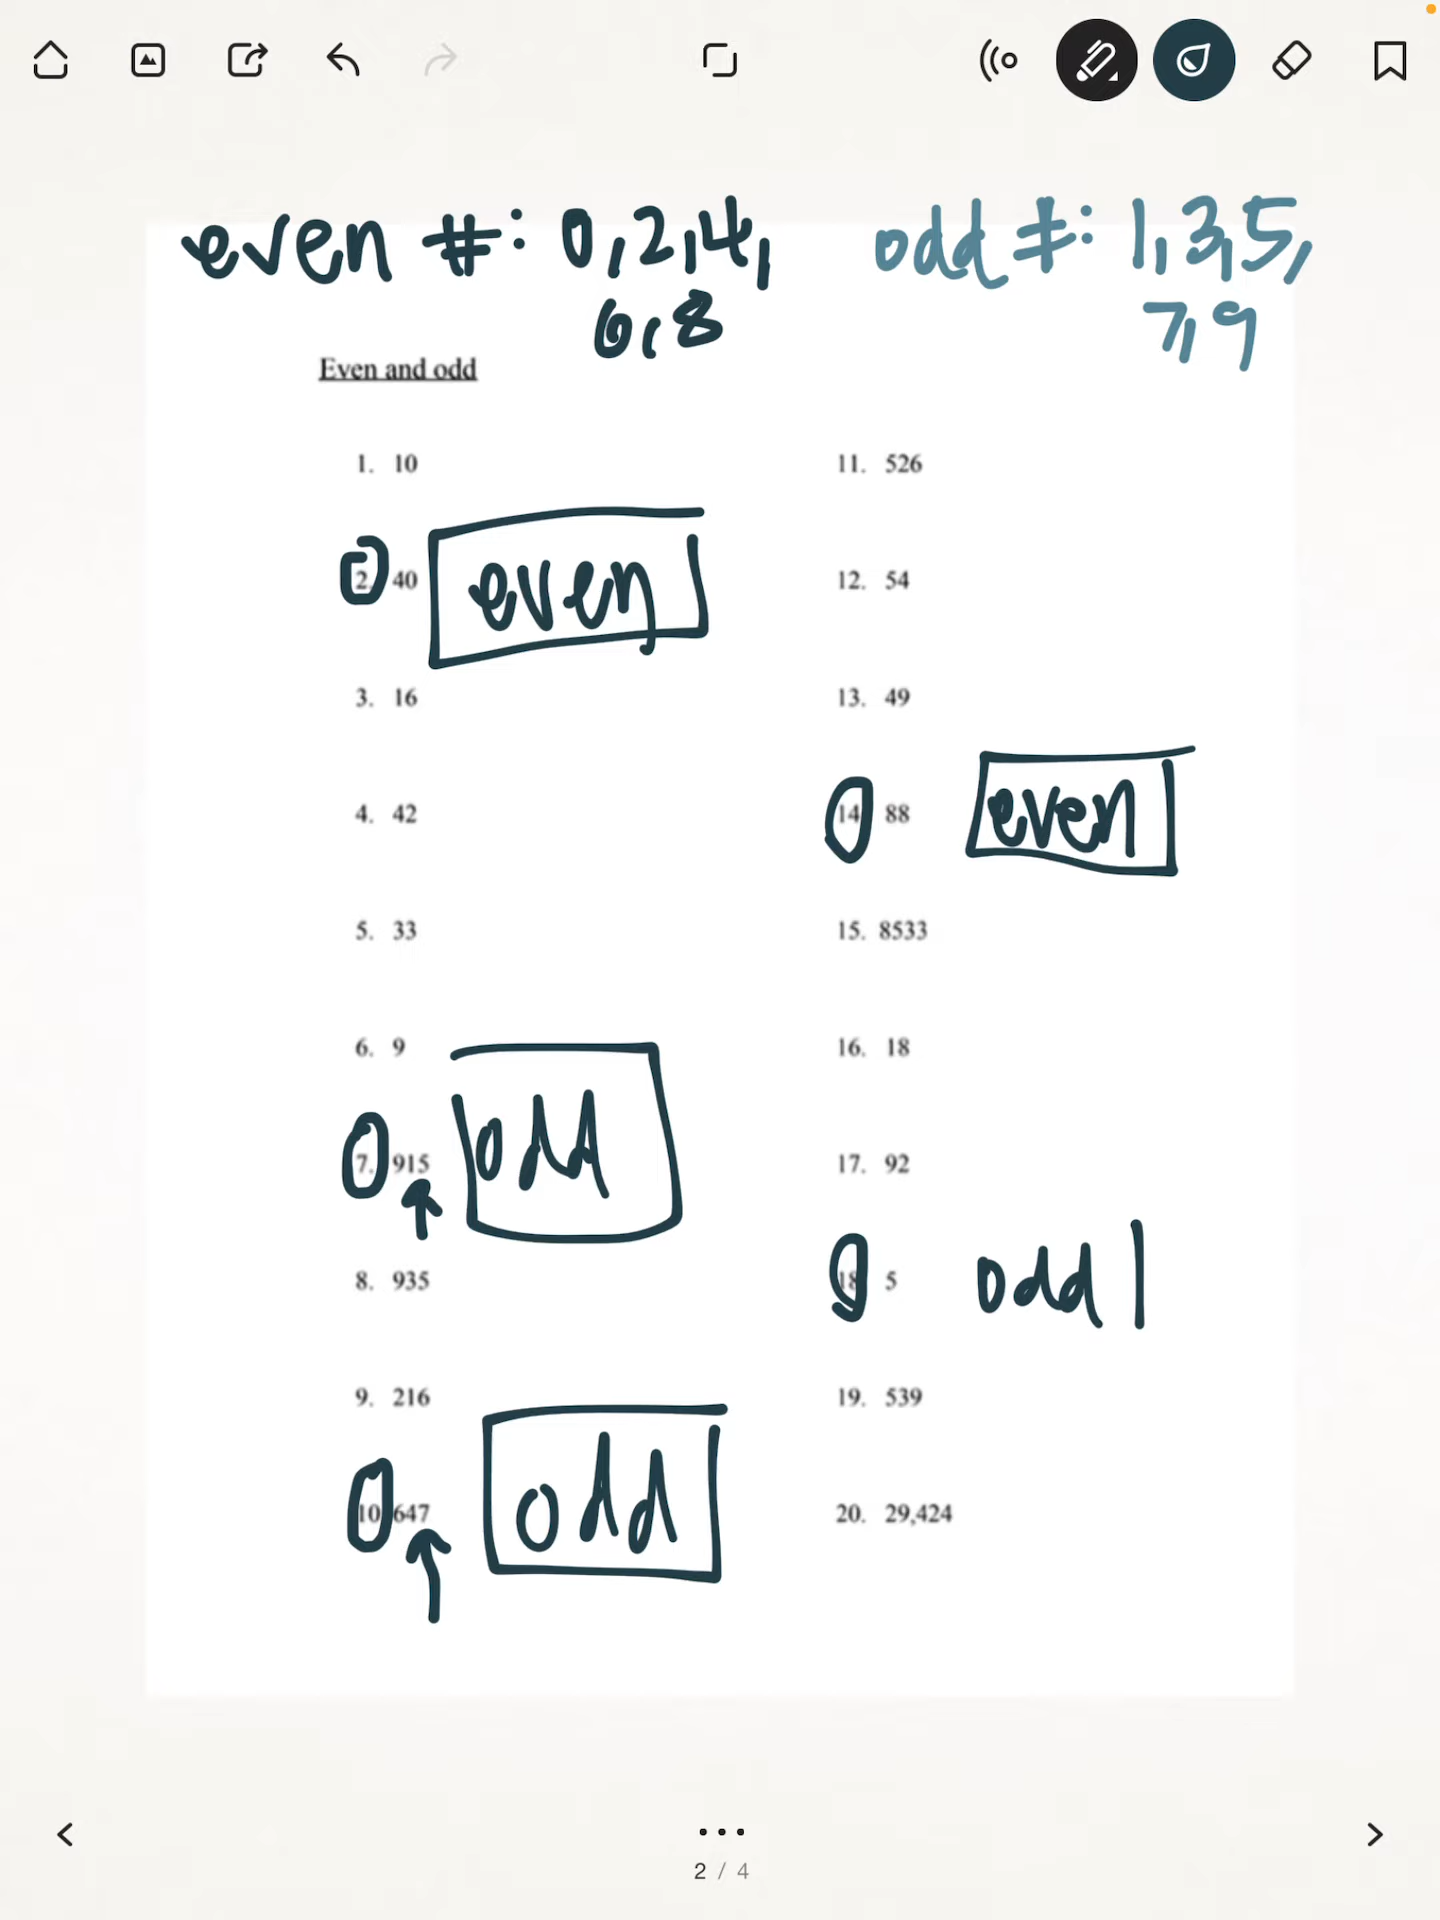 even #: 0,2,4,
6,8
odd #: 1,3,5,
7,9
Even and odd
1. 10
2. 40 even
3. 16
4. 42
5. 33
6. 9
7. 915 odd
8. 935
9. 216
10. 647 odd
11. 526
12. 54
13. 49
14. 88 even
15. 8533
16. 18
17. 92
18. 5 odd
19. 539
20. 29,424
2 / 4